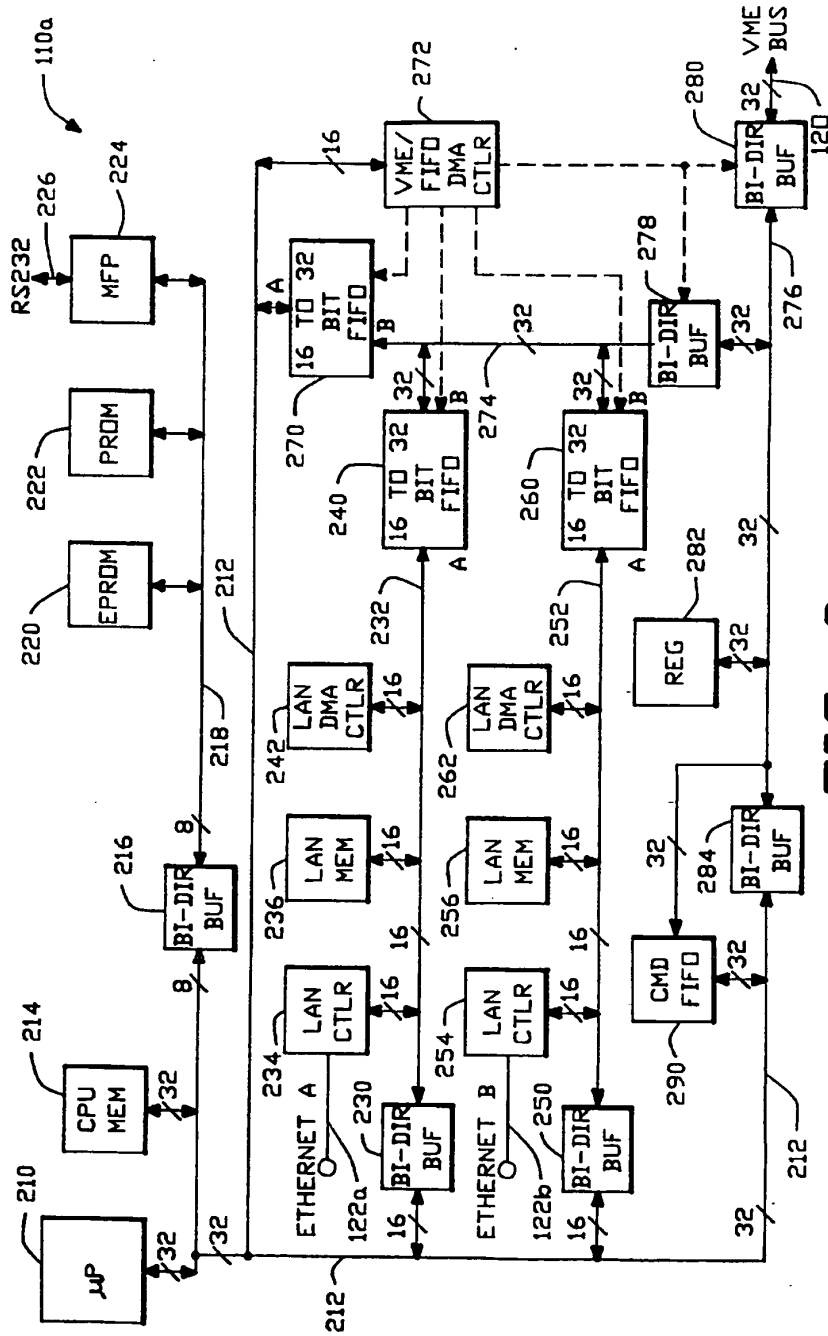 110a
RS232
226
224
MFP
222
PROM
220
EPROM
218
212
216
8
BI-DIR
BUF
8
214
CPU
MEM
32
210
μP
32
32
272
VME/
FIFO
DMA
CTLR
16
A
16 TO 32
BIT
FIFO
B
270
32
274
240
16 TO 32
BIT
FIFO
A
B
32
260
16 TO 32
BIT
FIFO
A
B
32
278
BI-DIR
BUF
32
280
BI-DIR
BUF
32
VME
BUS
120
276
232
242
LAN
DMA
CTLR
16
236
LAN
MEM
16
234
LAN
CTLR
16
16
ETHERNET A
122a
230
BI-DIR
BUF
16
252
262
LAN
DMA
CTLR
16
256
LAN
MEM
16
254
LAN
CTLR
16
16
ETHERNET B
122b
250
BI-DIR
BUF
16
212
282
REG
32
32
284
BI-DIR
BUF
32
CMD
FIFO
32
290
212
32